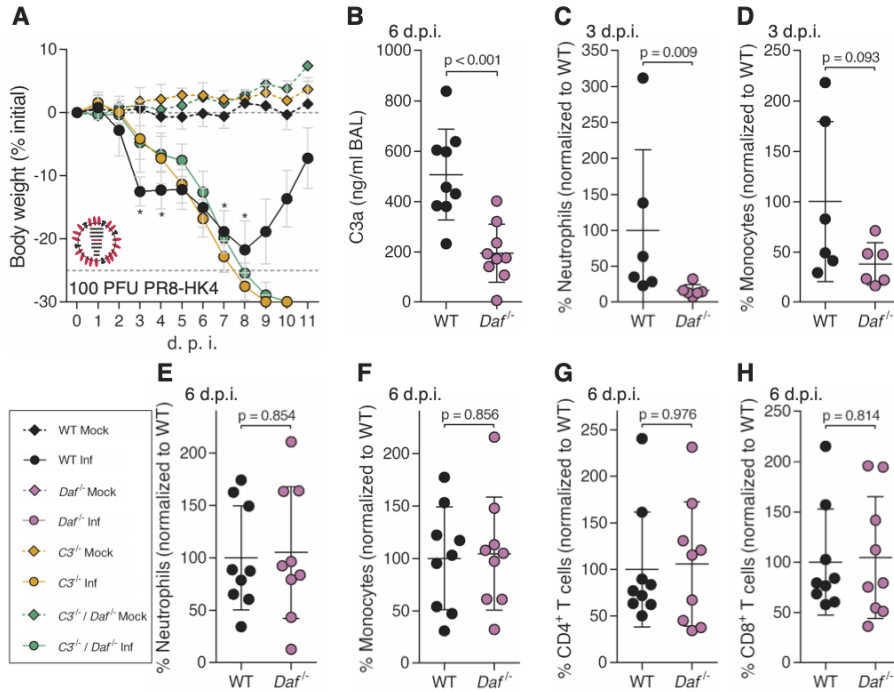 A
Body weight (% initial)
10
0
-10
-20
-30
* * * *
100 PFU PR8-HK4
0 1 2 3 4 5 6 7 8 9 10 11
d. p. i.
B
6 d.p.i.
p < 0.001
C3a (ng/ml BAL)
1000
800
600
400
200
0
WT Daf-/-
C
3 d.p.i.
p = 0.009
% Neutrophils (normalized to WT)
350
300
250
200
150
100
50
0
WT Daf-/-
D
3 d.p.i.
p = 0.093
% Monocytes (normalized to WT)
250
200
150
100
50
0
WT Daf-/-
WT Mock
WT Inf
Daf-/- Mock
Daf-/- Inf
C3-/- Mock
C3-/- Inf
C3-/- / Daf-/- Mock
C3-/- / Daf-/- Inf
E
6 d.p.i.
p = 0.854
% Neutrophils (normalized to WT)
200
150
100
50
0
WT Daf-/-
F
6 d.p.i.
p = 0.856
% Monocytes (normalized to WT)
200
150
100
50
0
WT Daf-/-
G
6 d.p.i.
p = 0.976
% CD4+ T cells (normalized to WT)
250
200
150
100
50
0
WT Daf-/-
H
6 d.p.i.
p = 0.814
% CD8+ T cells (normalized to WT)
250
200
150
100
50
0
WT Daf-/-